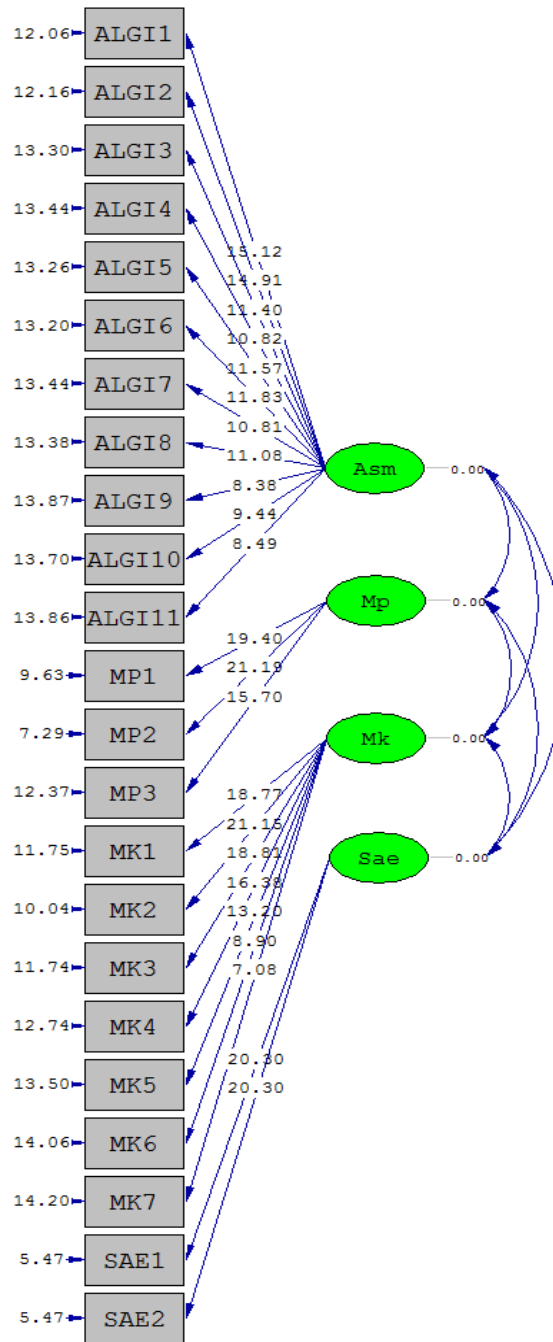 12.06 ALGI1
12.16 ALGI2
13.30 ALGI3
13.44 ALGI4
13.26 ALGI5
13.20 ALGI6
13.44 ALGI7
13.38 ALGI8
13.87 ALGI9
13.70 ALGI10
13.86 ALGI11
9.63 MP1
7.29 MP2
12.37 MP3
11.75 MK1
10.04 MK2
11.74 MK3
12.74 MK4
13.50 MK5
14.06 MK6
14.20 MK7
5.47 SAE1
5.47 SAE2
15.12
14.91
11.40
10.82
11.57
11.83
10.81
11.08
8.38
9.44
8.49
19.40
21.19
15.70
18.77
21.15
18.81
16.38
13.20
8.90
7.08
20.30
20.30
Asm 0.00
Mp 0.00
Mk 0.00
Sae 0.00